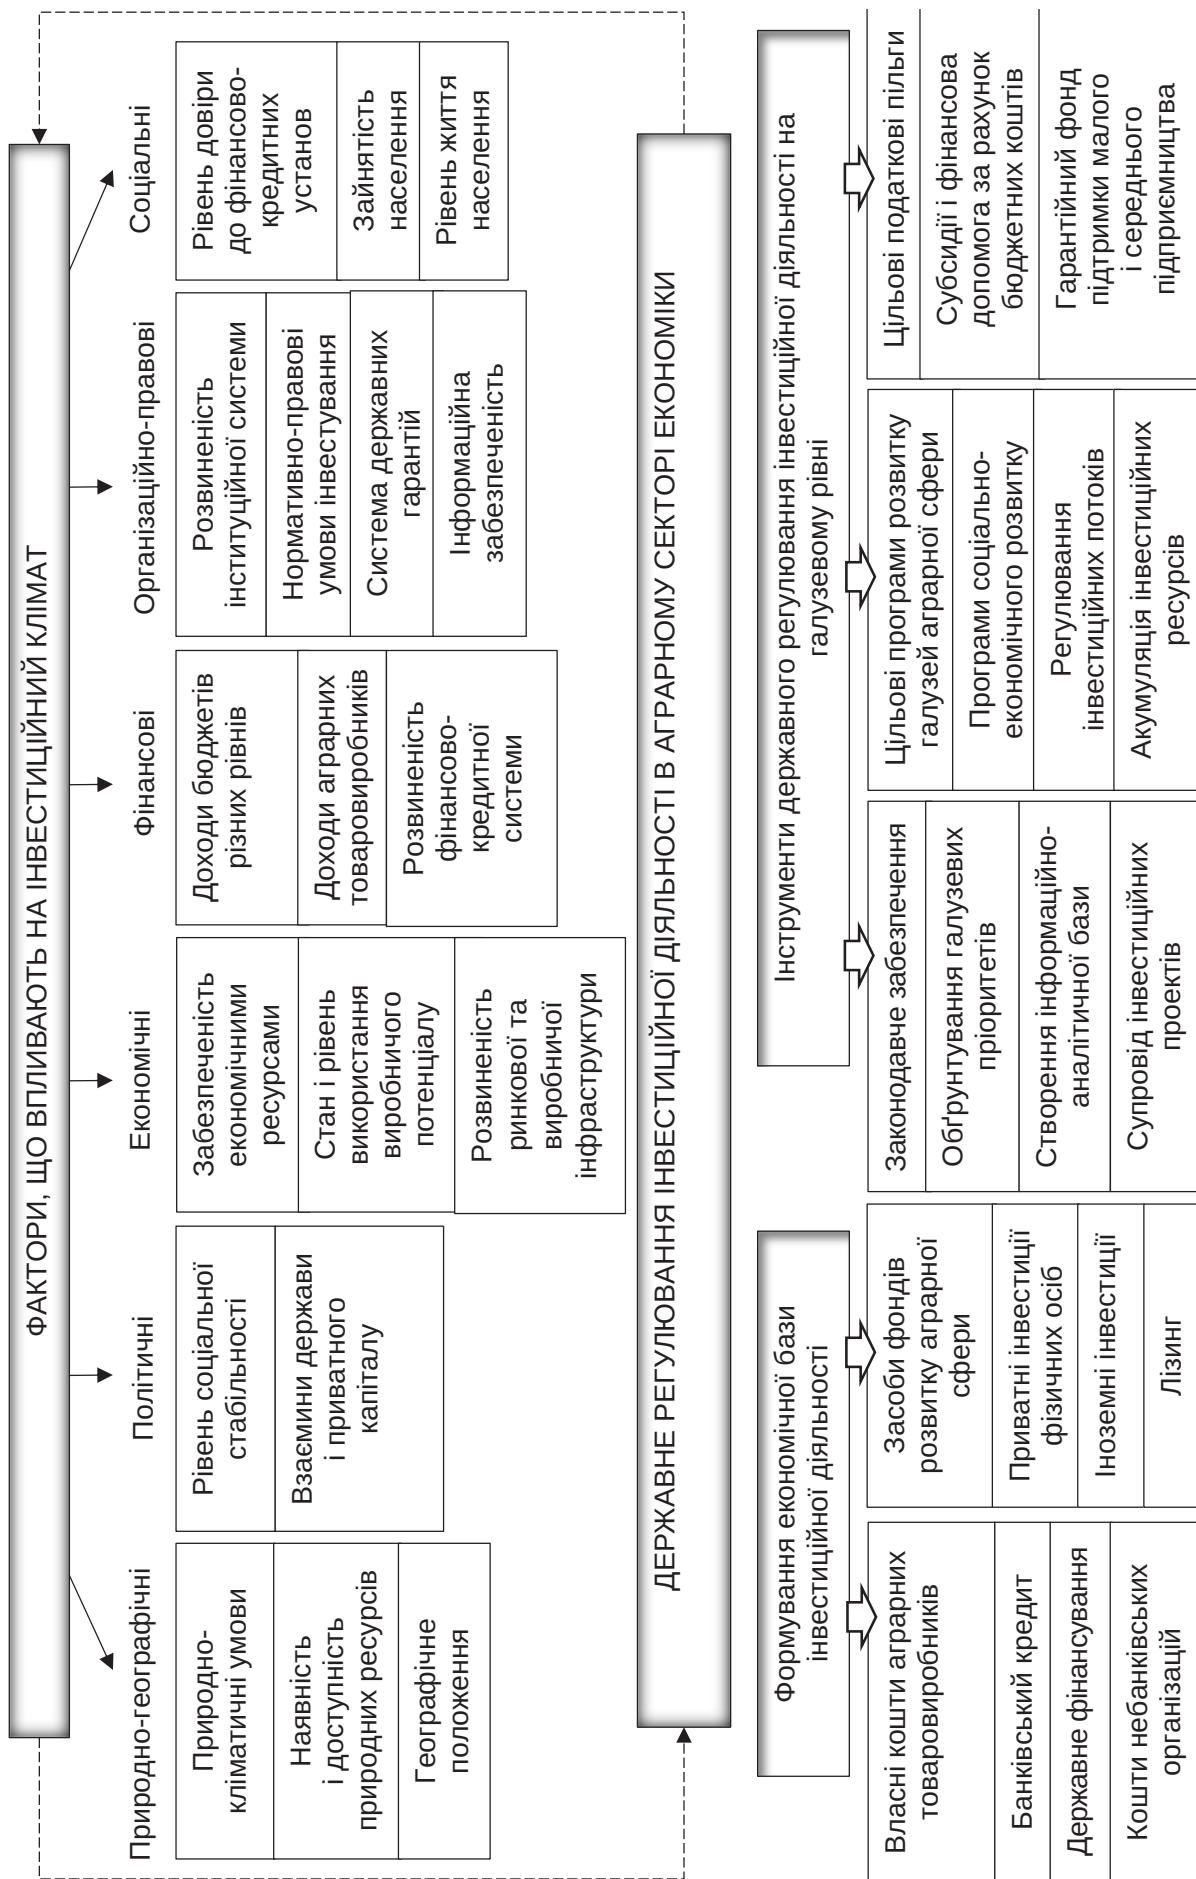 ФАКТОРИ, ЩО ВПЛИВАЮТЬ НА ІНВЕСТИЦІЙНИЙ КЛІМАТ
Природно-географічні
Природно-
кліматичні умови
Наявність
і доступність
природних ресурсів
Географічне
положення
Політичні
Рівень соціальної
стабільності
Взаємини держави
і приватного
капіталу
Економічні
Забезпеченість
економічними
ресурсами
Стан і рівень
використання
виробничого
потенціалу
Розвиненість
ринкової та
виробничої
інфраструктури
Фінансові
Доходи бюджетів
різних рівнів
Доходи аграрних
товаровиробників
Розвиненість
фінансово-
кредитної
системи
Організаційно-правові
Розвиненість
інституційної системи
Нормативно-правові
умови інвестування
Система державних
гарантій
Інформаційна
забезпеченість
Соціальні
Рівень довіри
до фінансово-
кредитних
установ
Зайнятість
населення
Рівень життя
населення
ДЕРЖАВНЕ РЕГУЛЮВАННЯ ІНВЕСТИЦІЙНОЇ ДІЯЛЬНОСТІ В АГРАРНОМУ СЕКТОРІ ЕКОНОМІКИ
Формування економічної бази
інвестиційної діяльності
Власні кошти аграрних
товаровиробників
Банківський кредит
Державне фінансування
Кошти небанківських
організацій
Засоби фондів
розвитку аграрної
сфери
Приватні інвестиції
фізичних осіб
Іноземні інвестиції
Лізинг
Інструменти державного регулювання інвестиційної діяльності на
галузевому рівні
Законодавче забезпечення
Обґрунтування галузевих
пріоритетів
Створення інформаційно-
аналітичної бази
Супровід інвестиційних
проектів
Цільові програми розвитку
галузей аграрної сфери
Програми соціально-
економічного розвитку
Регулювання
інвестиційних потоків
Акумуляція інвестиційних
ресурсів
Цільові податкові пільги
Субсидії і фінансова
допомога за рахунок
бюджетних коштів
Гарантійний фонд
підтримки малого
і середнього
підприємництва